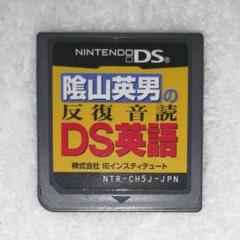 NINTENDO DS®
陰山英男の
反復音読
DS英語
株式会社 IEインスティテュート
NTR-CH5J-JPN